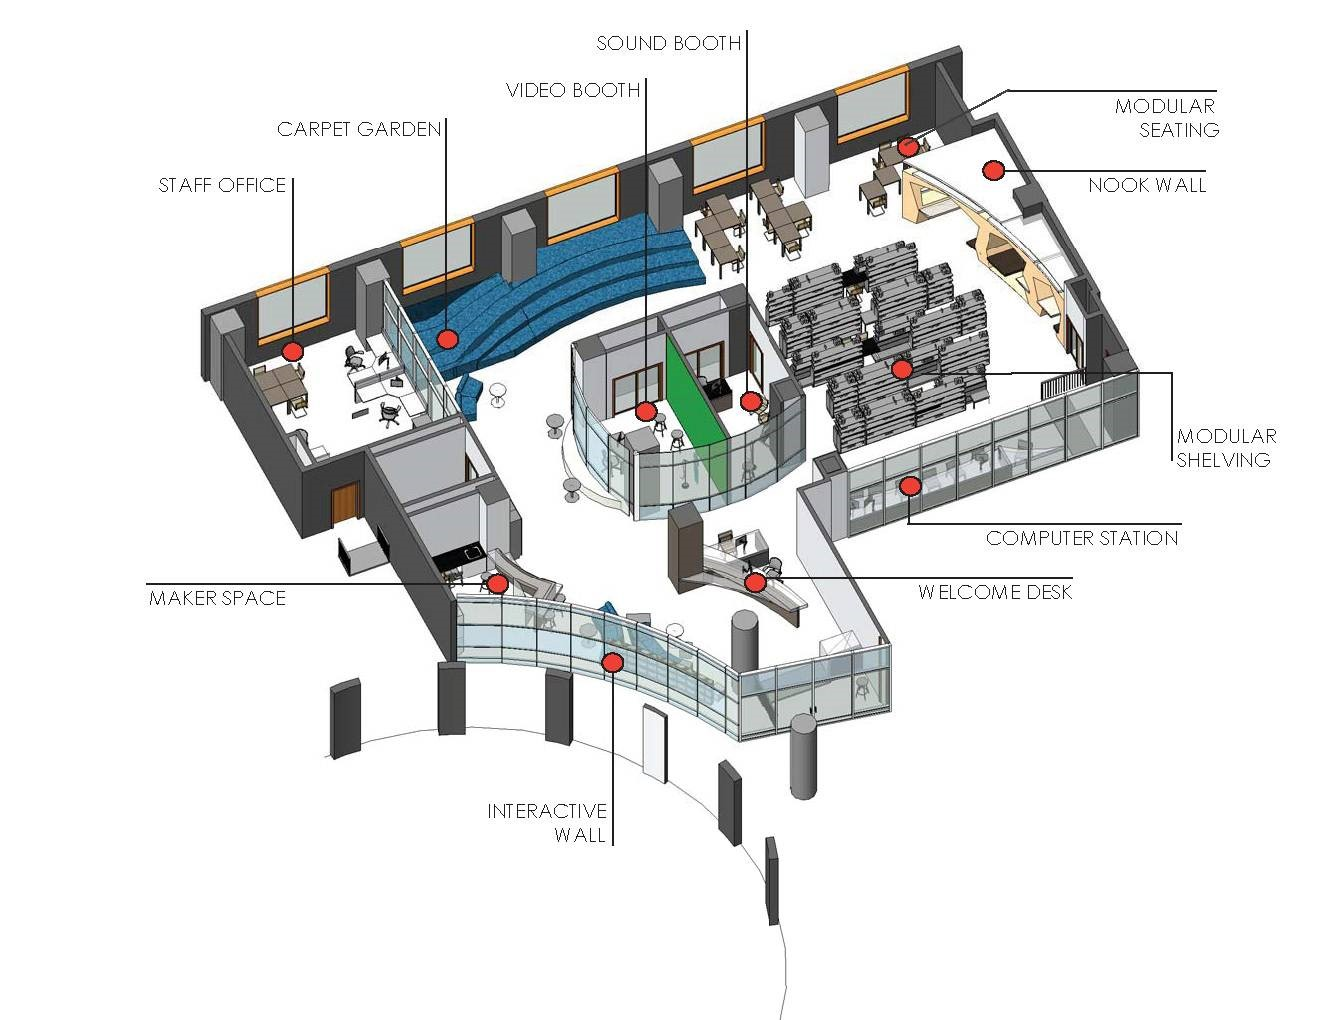 SOUND BOOTH
VIDEO BOOTH
CARPET GARDEN
STAFF OFFICE
MODULAR
SEATING
NOOK WALL
MODULAR
SHELVING
COMPUTER STATION
WELCOME DESK
MAKER SPACE
INTERACTIVE
WALL